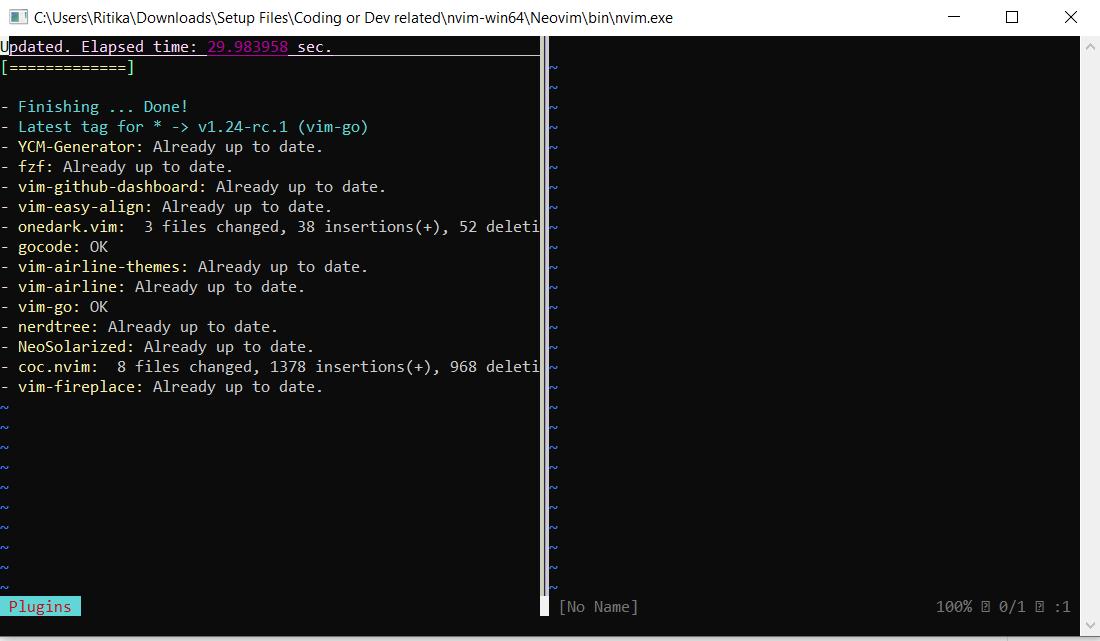 C:\Users\Ritika\Downloads\Setup Files\Coding or Dev related\nvim-win64\Neovim\bin\nvim.exe
Updated. Elapsed time: 29.983958 sec.
[=============]
- Finishing ... Done!
- Latest tag for * -> v1.24-rc.1 (vim-go)
- YCM-Generator: Already up to date.
- fzf: Already up to date.
- vim-github-dashboard: Already up to date.
- vim-easy-align: Already up to date.
- onedark.vim:  3 files changed, 38 insertions(+), 52 deleti
- gocode: OK
- vim-airline-themes: Already up to date.
- vim-airline: Already up to date.
- vim-go: OK
- nerdtree: Already up to date.
- NeoSolarized: Already up to date.
- coc.nvim:  8 files changed, 1378 insertions(+), 968 deleti
- vim-fireplace: Already up to date.
Plugins
[No Name] 100% 0/1 :1